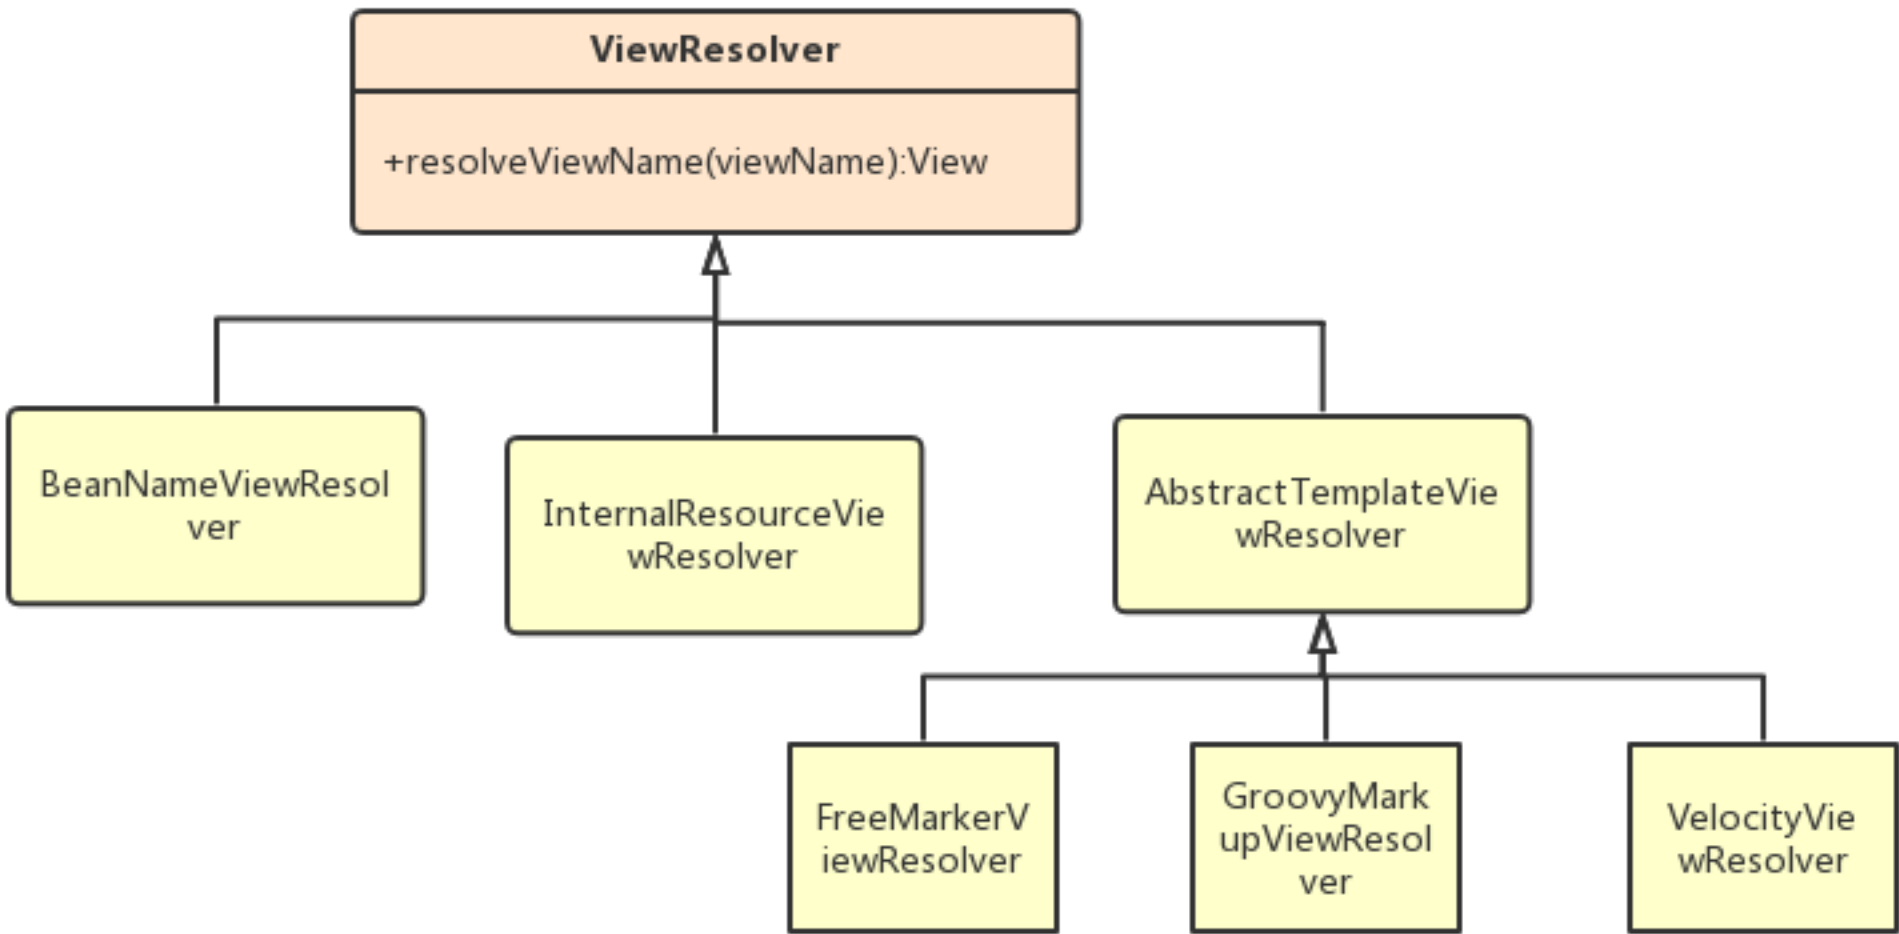 ViewResolver
+resolveViewName(viewName):View
BeanNameViewResol
ver
InternalResourceVie
wResolver
AbstractTemplateVie
wResolver
FreeMarkerV
iewResolver
GroovyMark
upViewResol
ver
VelocityVie
wResolver